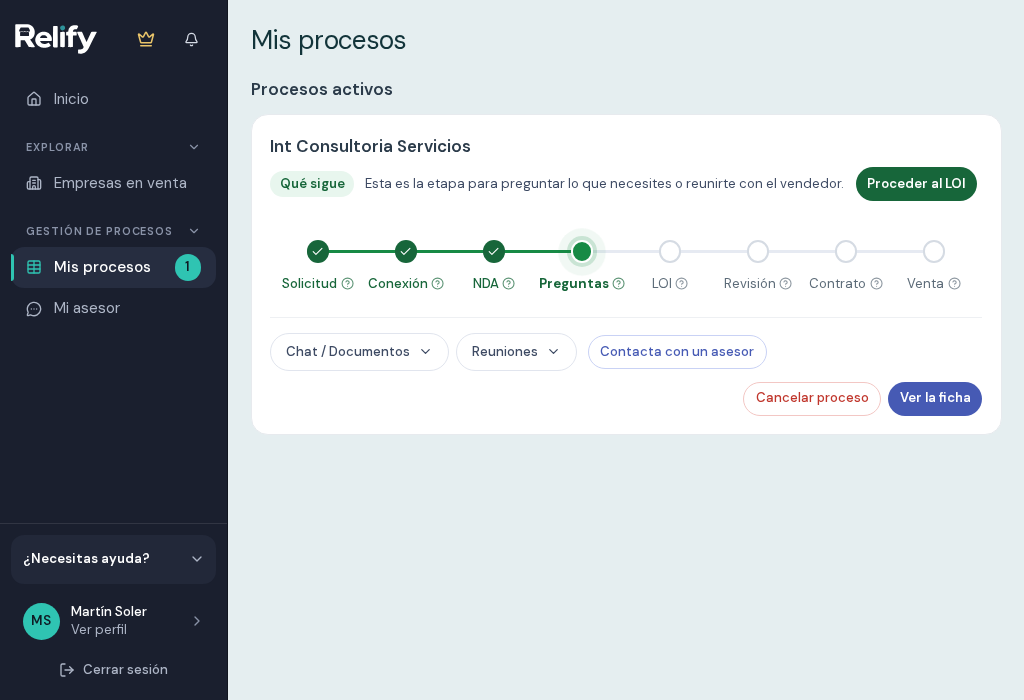 Relify
Inicio
EXPLORAR
Empresas en venta
GESTIÓN DE PROCESOS
Mis procesos 1
Mi asesor
¿Necesitas ayuda?
MS
Martín Soler
Ver perfil
Cerrar sesión
Mis procesos
Procesos activos
Int Consultoria Servicios
Qué sigue Esta es la etapa para preguntar lo que necesites o reunirte con el vendedor. Proceder al LOI
Solicitud Conexión NDA Preguntas LOI Revisión Contrato Venta
Chat / Documentos Reuniones Contacta con un asesor
Cancelar proceso Ver la ficha